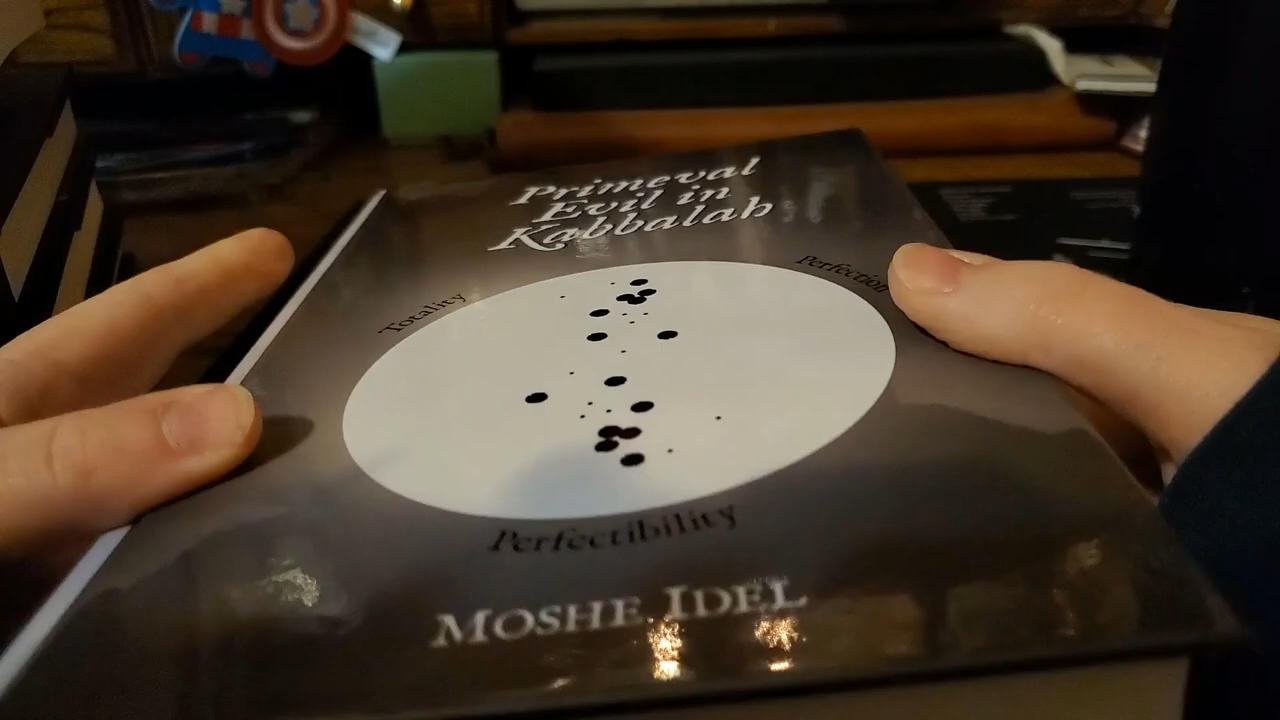 Primeval
Evil in
Kabbalah
Totality
Perfection
Perfectibility
MOSHE IDEL